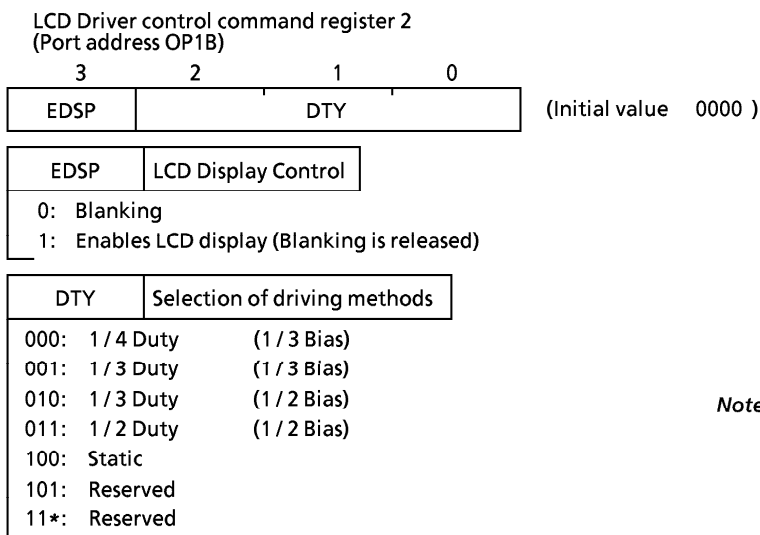 LCD Driver control command register 2
(Port address OP1B)
3 2 1 0
EDSP DTY (Initial value 0000 )
EDSP LCD Display Control
0: Blanking
1: Enables LCD display (Blanking is released)
DTY Selection of driving methods
000: 1/4 Duty (1/3 Bias)
001: 1/3 Duty (1/3 Bias)
010: 1/3 Duty (1/2 Bias)
Note
011: 1/2 Duty (1/2 Bias)
100: Static
101: Reserved
11*: Reserved